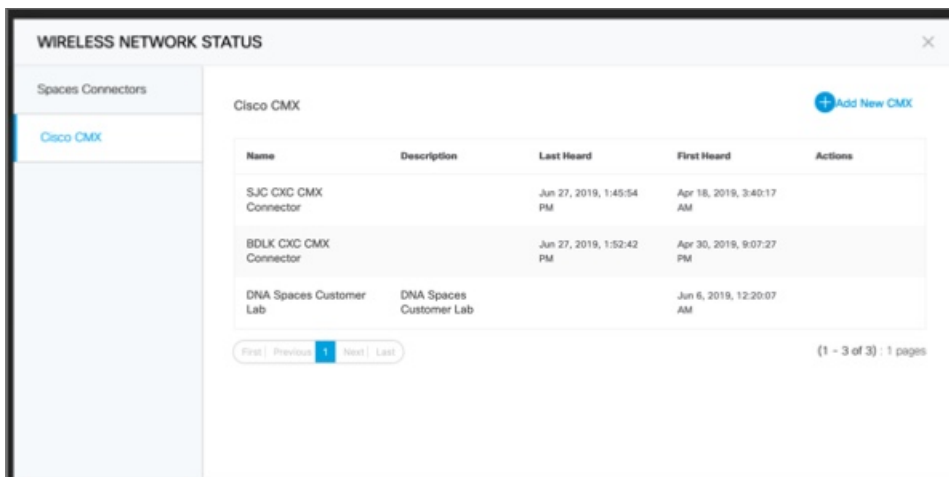 WIRELESS NETWORK STATUS
Spaces Connectors
Cisco CMX
Cisco CMX
Add New CMX
Name Description Last Heard First Heard Actions
SJC CXC CMX Connector Jun 27, 2019, 1:45:54 PM Apr 18, 2019, 3:40:17 AM
BDLK CXC CMX Connector Jun 27, 2019, 1:52:42 PM Apr 30, 2019, 9:07:27 PM
DNA Spaces Customer Lab DNA Spaces Customer Lab Jun 6, 2019, 12:20:07 AM
First Previous 1 Next Last
(1 - 3 of 3) : 1 pages